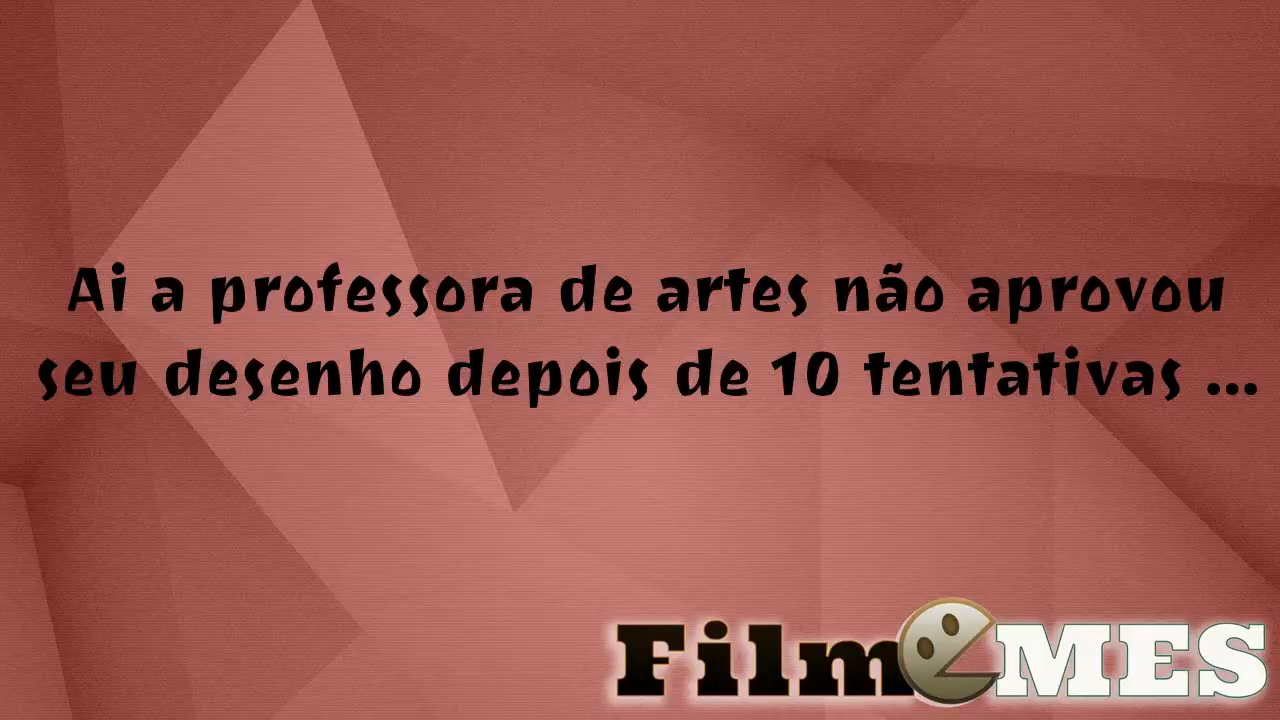 Ai a professora de artes não aprovou
seu desenho depois de 10 tentativas ...
FilmeMES